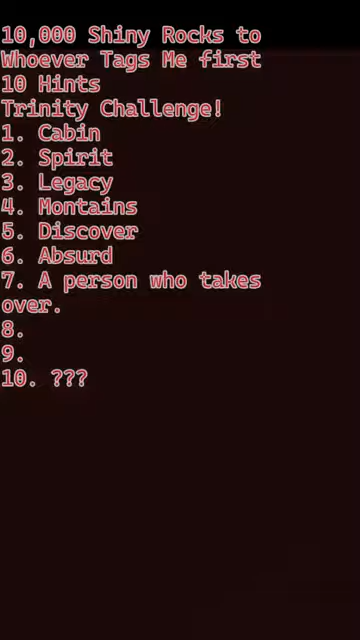 10,000 Shiny Rocks to
Whoever Tags Me first
10 Hints
Trinity Challenge!
1. Cabin
2. Spirit
3. Legacy
4. Montains
5. Discover
6. Absurd
7. A person who takes
over.
8.
9.
10. ???